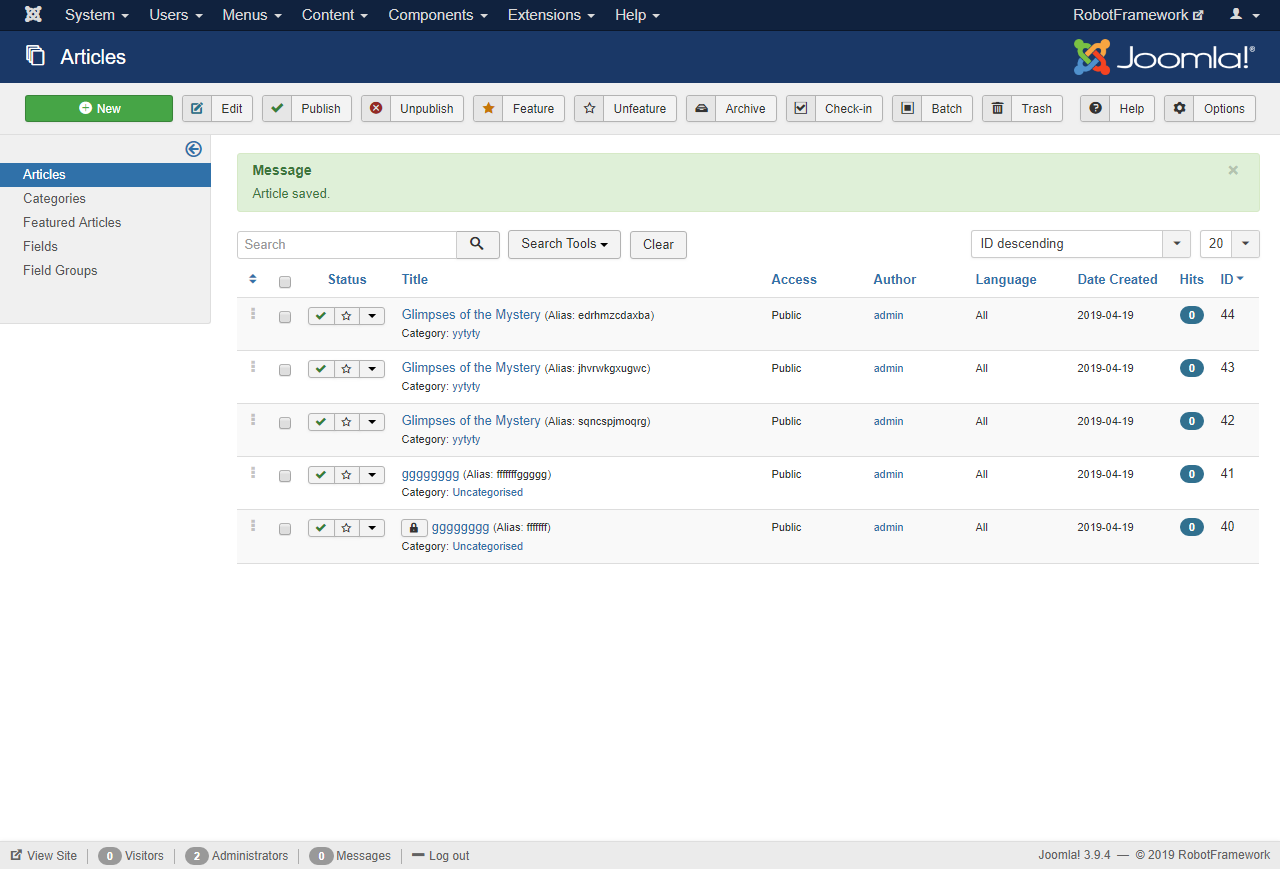 System Users Menus Content Components Extensions Help RobotFramework
Articles Joomla!®
New Edit Publish Unpublish Feature Unfeature Archive Check-in Batch Trash Help Options
Articles
Categories
Featured Articles
Fields
Field Groups
Message ×
Article saved.
Search Search Tools Clear ID descending 20
Status Title Access Author Language Date Created Hits ID
Glimpses of the Mystery (Alias: edrhmzcdaxba) Public admin All 2019-04-19 0 44
Category: yytyty
Glimpses of the Mystery (Alias: jhvrwkgxugwc) Public admin All 2019-04-19 0 43
Category: yytyty
Glimpses of the Mystery (Alias: sqncspjmoqrg) Public admin All 2019-04-19 0 42
Category: yytyty
gggggggg (Alias: fffffffggggg) Public admin All 2019-04-19 0 41
Category: Uncategorised
gggggggg (Alias: fffffff) Public admin All 2019-04-19 0 40
Category: Uncategorised
View Site 0 Visitors 2 Administrators 0 Messages Log out Joomla! 3.9.4 — © 2019 RobotFramework